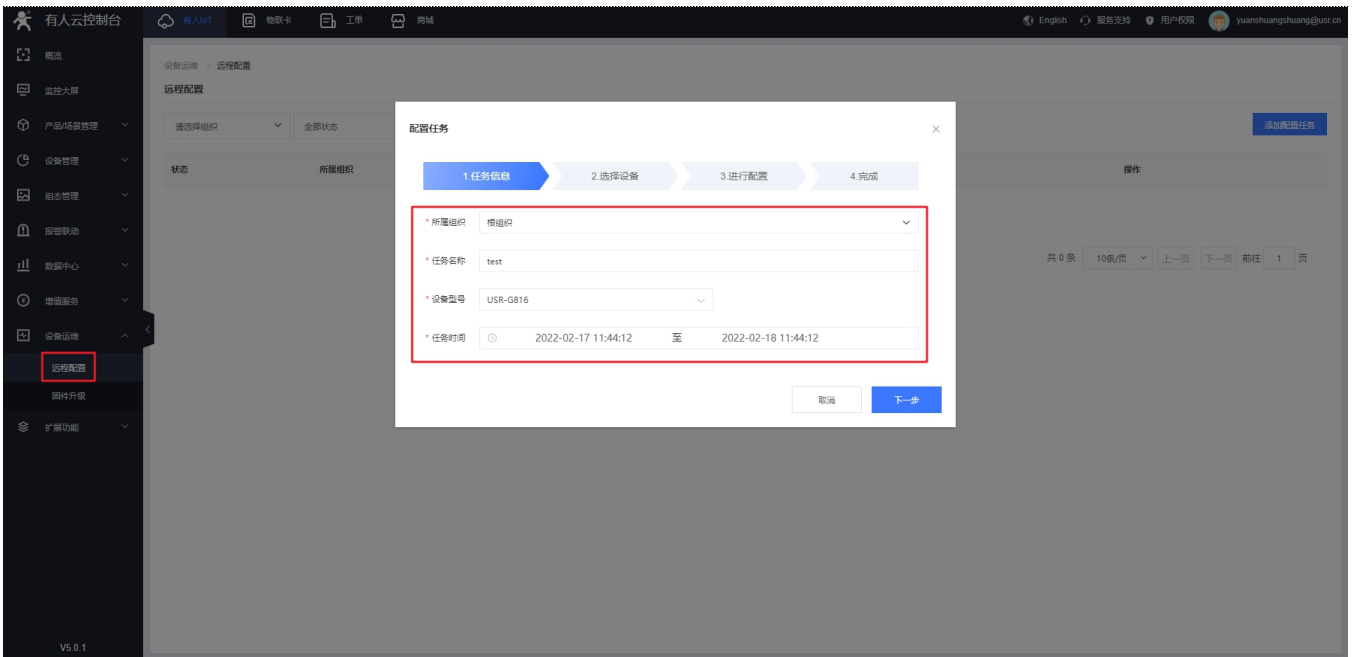 有人云控制台
有人IoT 物联卡 工单 商城
English 服务支持 用户权限 yuanshuangshuang@usr.cn
概览
监控大屏
产品/场景管理
设备管理
组态管理
报警联动
数据中心
增值服务
设备运维
远程配置
固件升级
扩展功能
V5.0.1
设备运维 > 远程配置
远程配置
请选择组织 全部状态 添加配置任务
状态 所属组织 操作
共 0 条 10条/页 上一页 下一页 前往 1 页
配置任务
1.任务信息 2.选择设备 3.进行配置 4.完成
* 所属组织 根组织
* 任务名称 test
* 设备型号 USR-G816
* 任务时间 2022-02-17 11:44:12 至 2022-02-18 11:44:12
取消 下一步